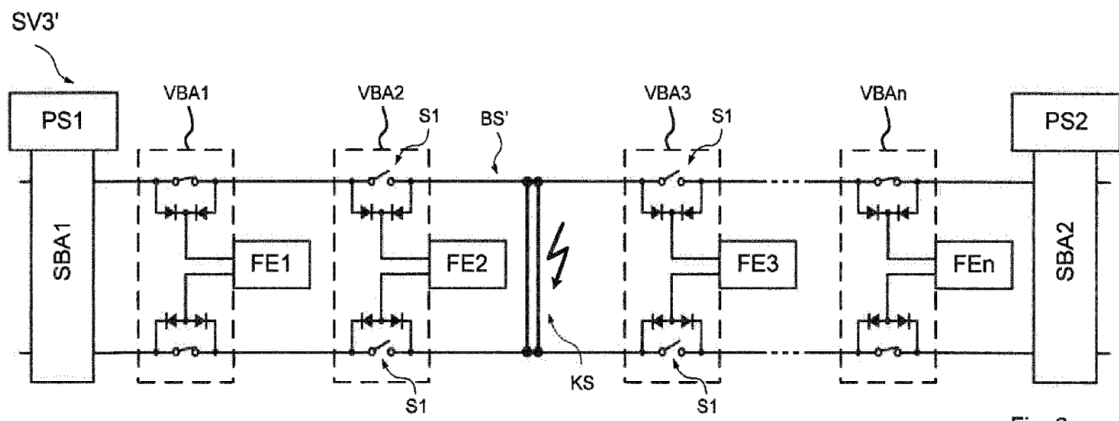 SV3'
VBA1
VBA2
S1
BS'
VBA3
S1
VBAn
PS1
PS2
SBA1
FE1
FE2
FE3
FEn
SBA2
S1
KS
S1